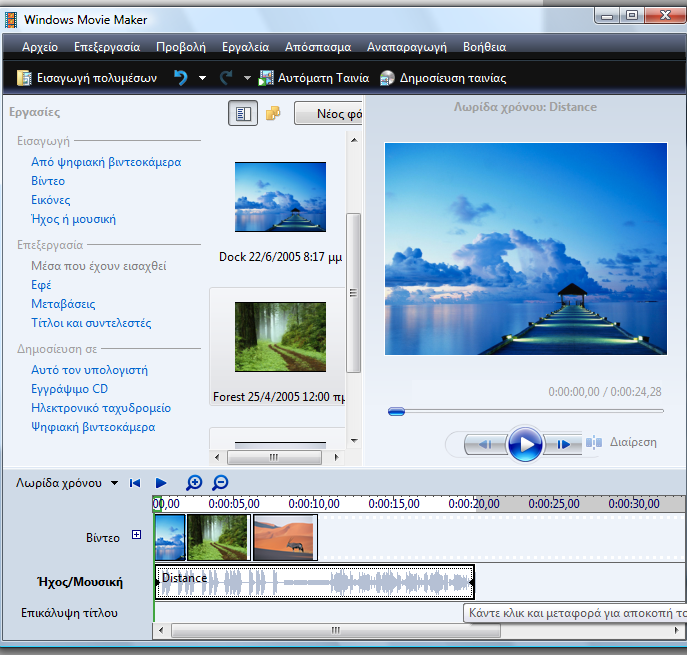 Windows Movie Maker
Αρχείο Επεξεργασία Προβολή Εργαλεία Απόσπασμα Αναπαραγωγή Βοήθεια
Εισαγωγή πολυμέσων Αυτόματη Ταινία Δημοσίευση ταινίας
Εργασίες
Εισαγωγή
Από ψηφιακή βιντεοκάμερα
Βίντεο
Εικόνες
Ήχος ή μουσική
Επεξεργασία
Μέσα που έχουν εισαχθεί
Εφέ
Μεταβάσεις
Τίτλοι και συντελεστές
Δημοσίευση σε
Αυτό τον υπολογιστή
Εγγράψιμο CD
Ηλεκτρονικό ταχυδρομείο
Ψηφιακή βιντεοκάμερα
Νέος φά
Dock 22/6/2005 8:17 μμ
Forest 25/4/2005 12:00 πμ
Λωρίδα χρόνου: Distance
0:00:00,00 / 0:00:24,28
Διαίρεση
Λωρίδα χρόνου
00,00 0:00:05,00 0:00:10,00 0:00:15,00 0:00:20,00 0:00:25,00 0:00:30,00
Βίντεο
Ήχος/Μουσική
Distance
Επικάλυψη τίτλου
Κάντε κλικ και μεταφορά για αποκοπή το